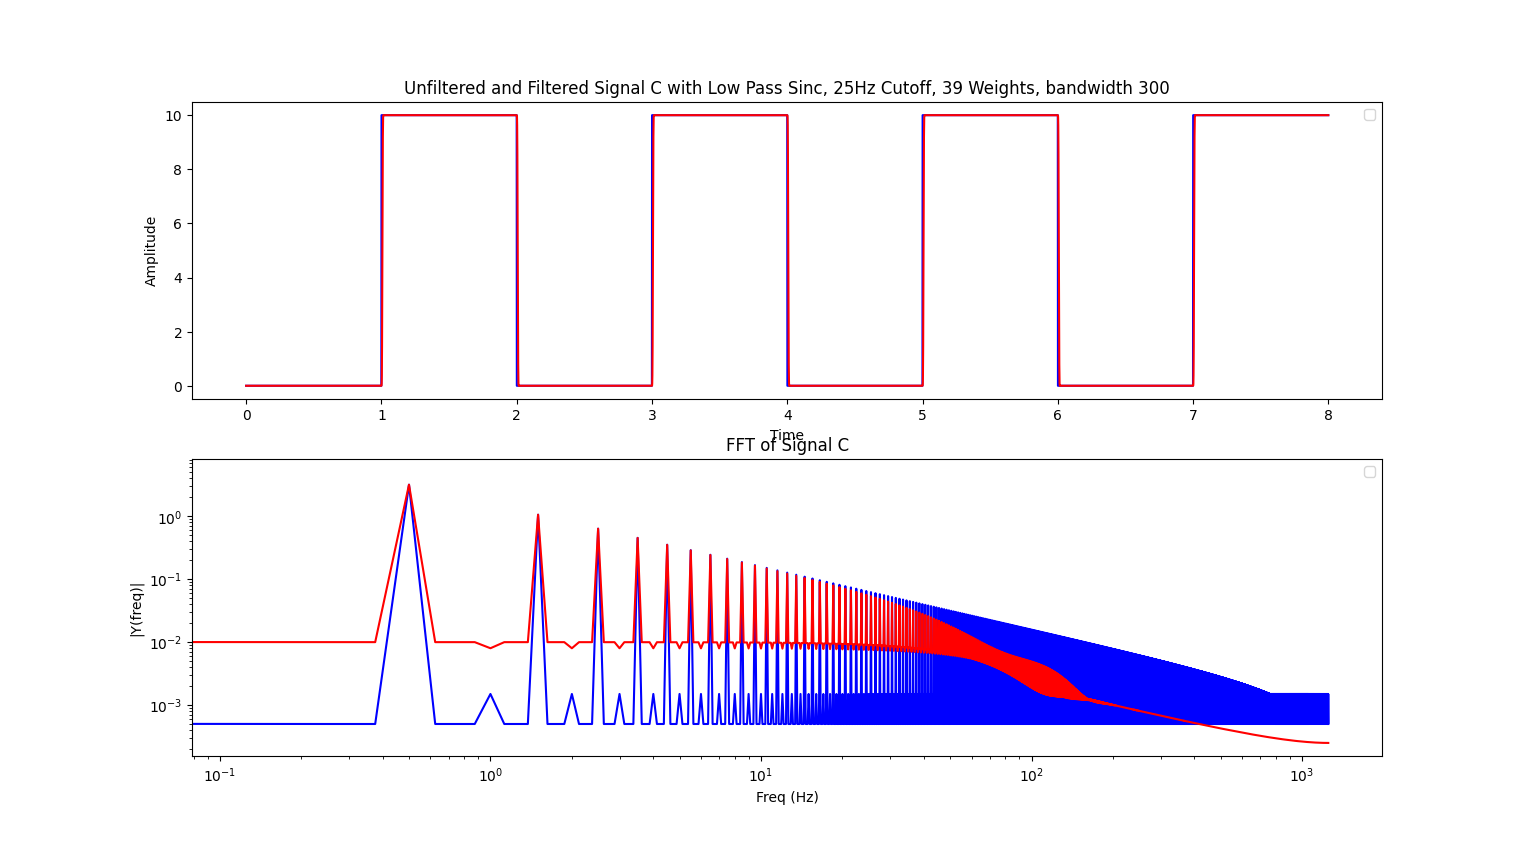 Unfiltered and Filtered Signal C with Low Pass Sinc, 25Hz Cutoff, 39 Weights, bandwidth 300
10
8
6
4
2
0
Amplitude
0 1 2 3 4 5 6 7 8
Time
FFT of Signal C
10⁰
10⁻¹
10⁻²
10⁻³
|Y(freq)|
10⁻¹ 10⁰ 10¹ 10² 10³
Freq (Hz)